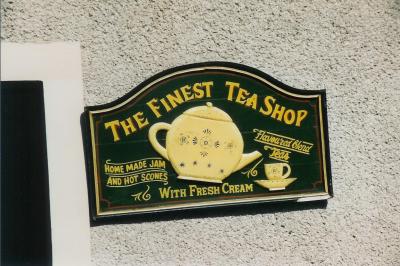 THE FINEST TEA SHOP
Flavoured blend
Teas
HOME MADE JAM
AND HOT SCONES
WITH FRESH CREAM